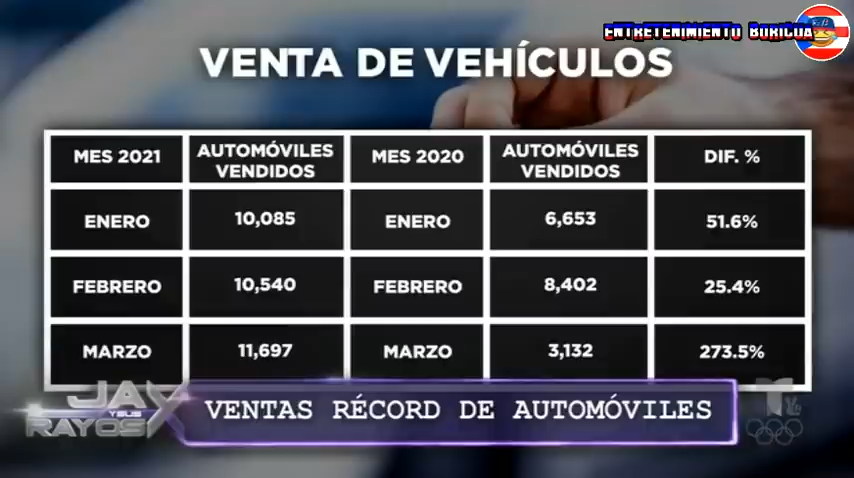 ENTRETENIMIENTO BORICUA
VENTA DE VEHÍCULOS
MES 2021 AUTOMÓVILES VENDIDOS MES 2020 AUTOMÓVILES VENDIDOS DIF. %
ENERO 10,085 ENERO 6,653 51.6%
FEBRERO 10,540 FEBRERO 8,402 25.4%
MARZO 11,697 MARZO 3,132 273.5%
JAY
Y SUS
RAYOS X
VENTAS RÉCORD DE AUTOMÓVILES